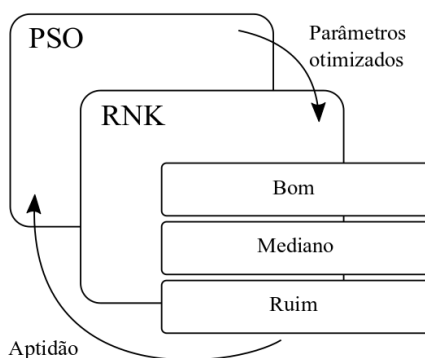 PSO
Parâmetros
otimizados
RNK
Bom
Mediano
Ruim
Aptidão